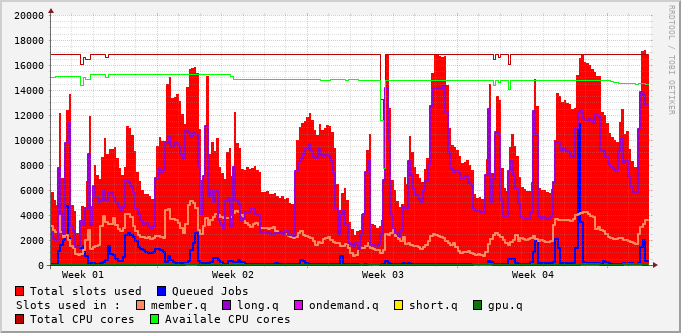 20000
18000
16000
14000
12000
10000
8000
6000
4000
2000
0
Week 01 Week 02 Week 03 Week 04
RRDTOOL / TOBI OETIKER
Total slots used Queued Jobs
Slots used in : member.q long.q ondemand.q short.q gpu.q
Total CPU cores Availale CPU cores